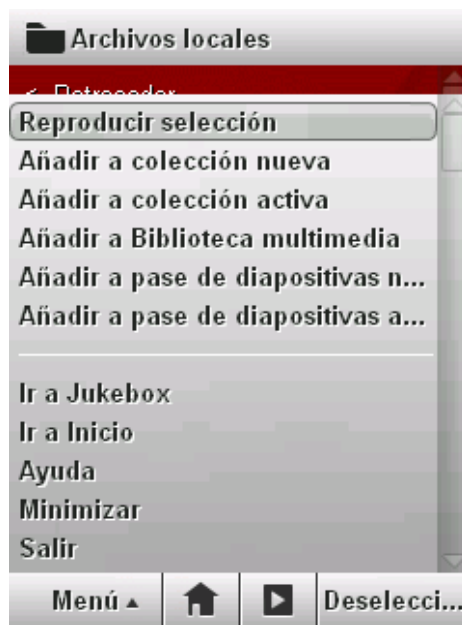 Archivos locales
Reproducir selección
Añadir a colección nueva
Añadir a colección activa
Añadir a Biblioteca multimedia
Añadir a pase de diapositivas n...
Añadir a pase de diapositivas a...
Ir a Jukebox
Ir a Inicio
Ayuda
Minimizar
Salir
Menú
Deselecci...